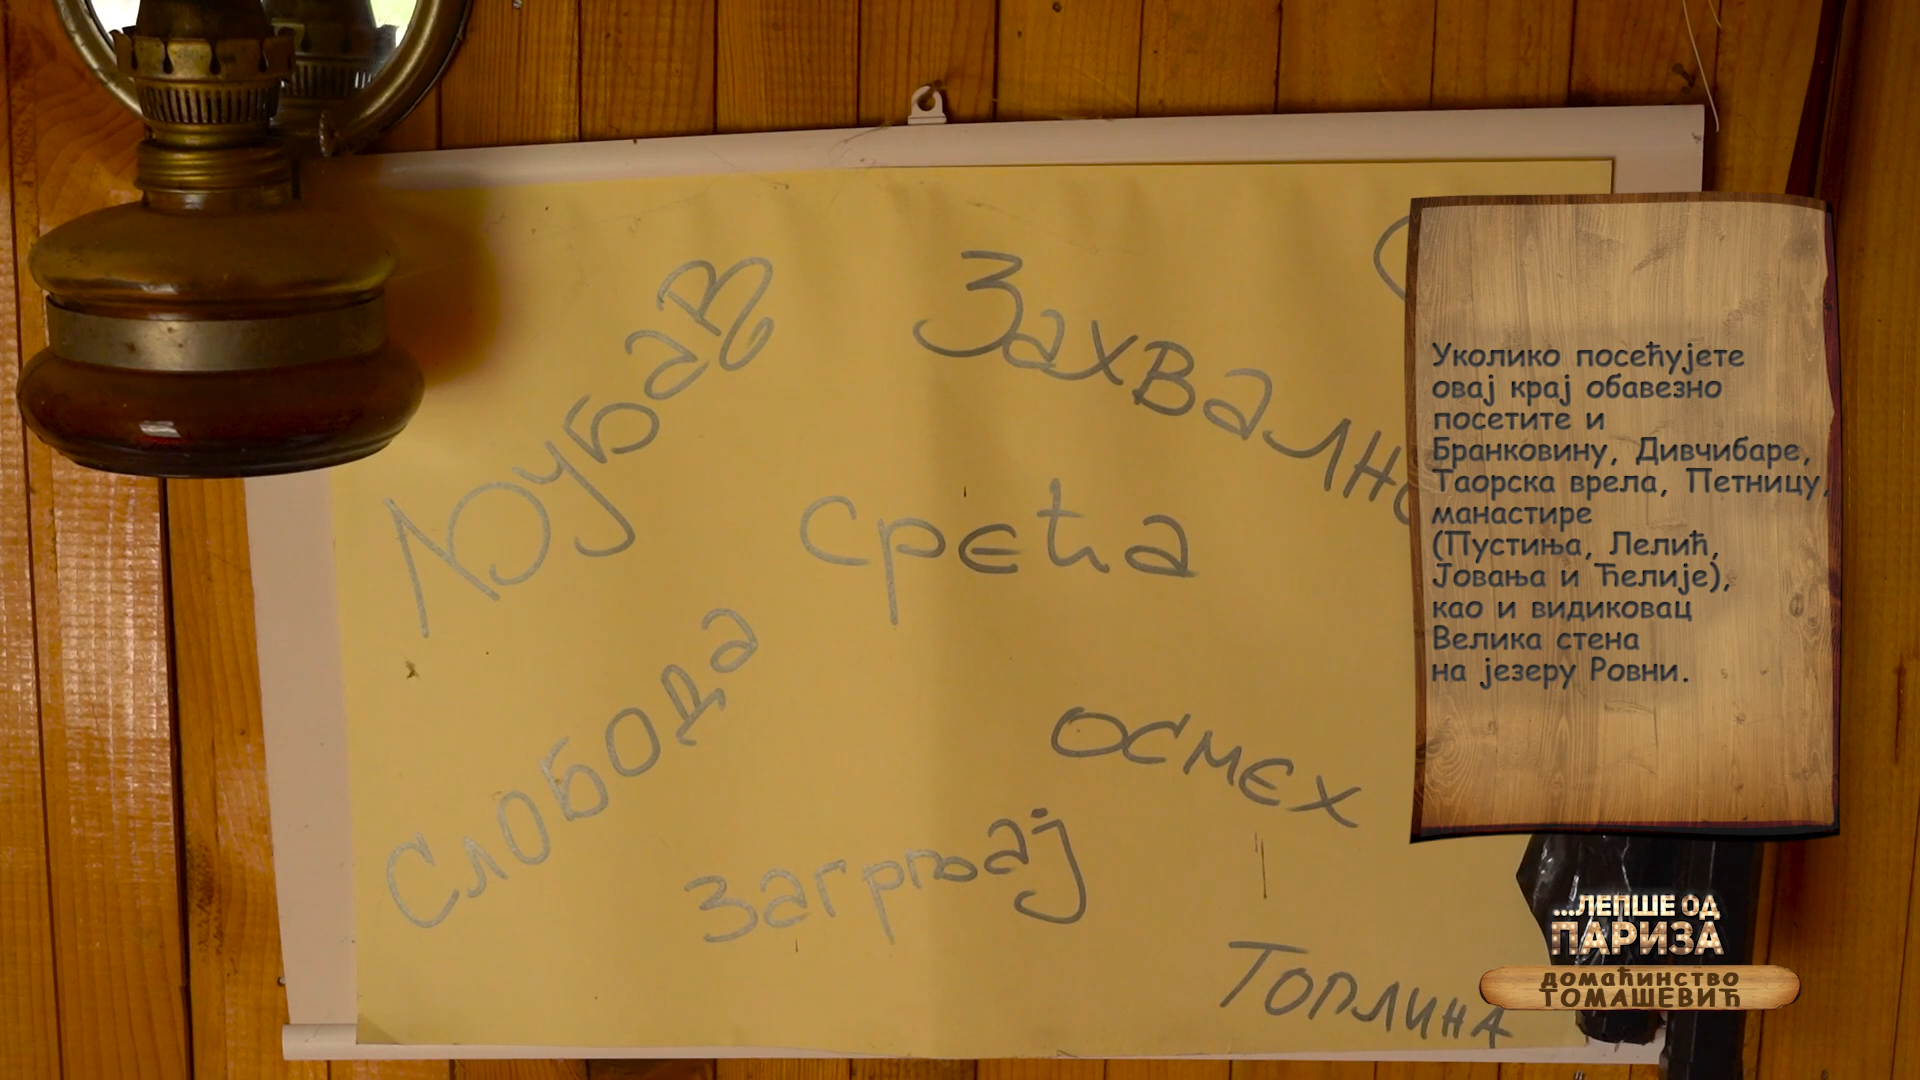 Љубав
Захвално
срећа
Слобода
осмех
загрљај
Топлина
Уколико посећујете
овај крај обавезно
посетите и
Бранковину, Дивчибаре,
Таорска врела, Петницу,
манастире
(Пустиња, Лелић,
Јовања и Ћелије),
као и видиковац
Велика стена
на језеру Ровни.
...ЛЕПШЕ ОД
ПАРИЗА
домаћинство
ТОМАШЕВИЋ